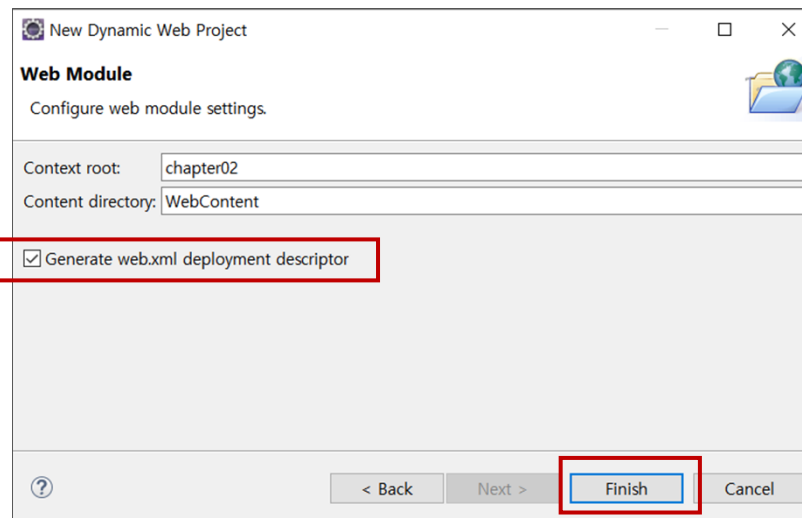 New Dynamic Web Project
Web Module
Configure web module settings.
Context root: chapter02
Content directory: WebContent
Generate web.xml deployment descriptor
? < Back Next > Finish Cancel